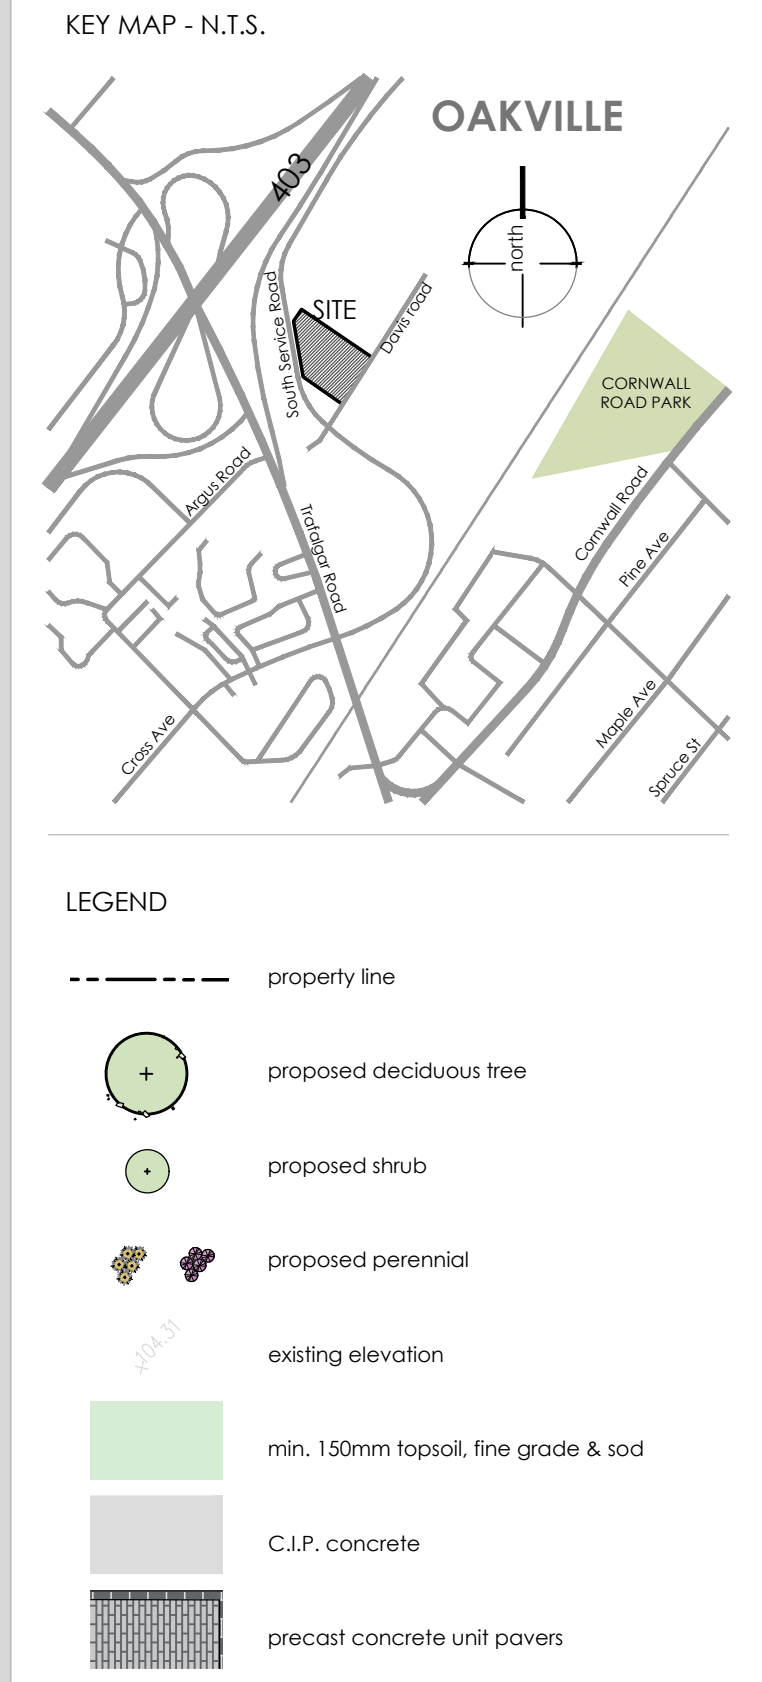 KEY MAP - N.T.S.
OAKVILLE
403
north
South Service Road
SITE
Davis road
CORNWALL
ROAD PARK
Argus Road
Trafalgar Road
Cornwall Road
Pine Ave
Cross Ave
Maple Ave
Spruce St
LEGEND
property line
proposed deciduous tree
proposed shrub
proposed perennial
x104.31
existing elevation
min. 150mm topsoil, fine grade & sod
C.I.P. concrete
precast concrete unit pavers